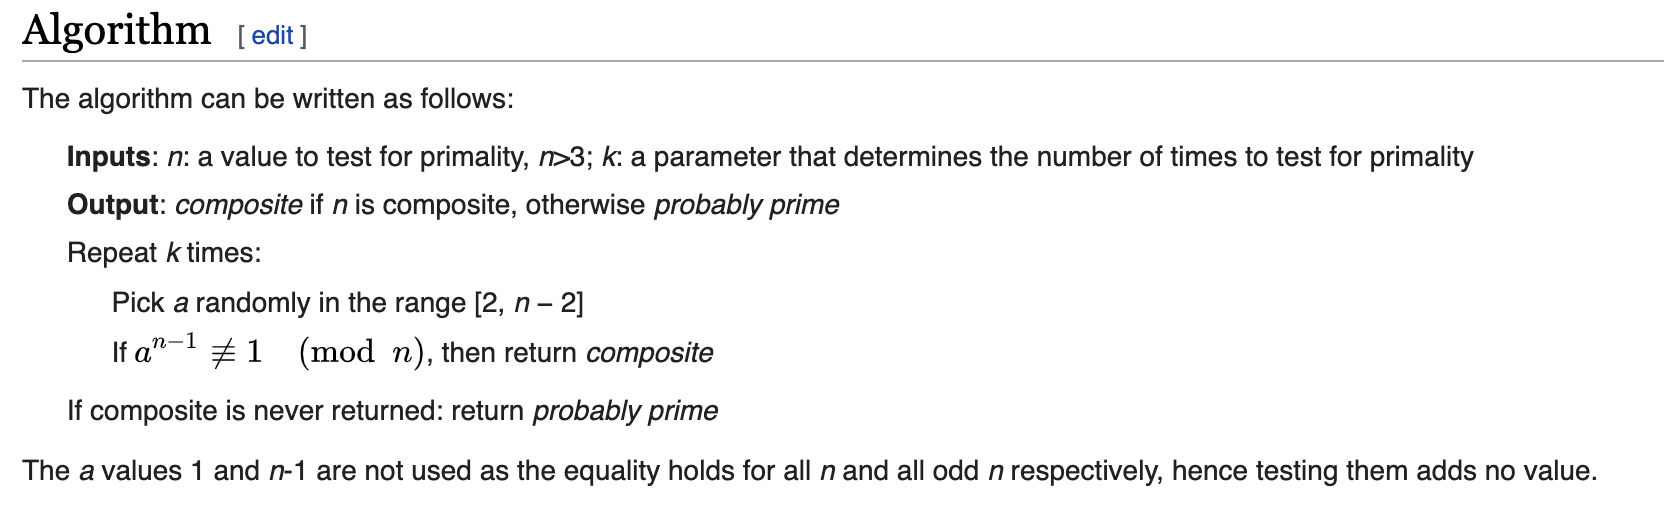 Algorithm [ edit ]
The algorithm can be written as follows:
Inputs: n: a value to test for primality, n>3; k: a parameter that determines the number of times to test for primality
Output: composite if n is composite, otherwise probably prime
Repeat k times:
Pick a randomly in the range [2, n − 2]
If aⁿ⁻¹ ≢ 1 (mod n), then return composite
If composite is never returned: return probably prime
The a values 1 and n-1 are not used as the equality holds for all n and all odd n respectively, hence testing them adds no value.